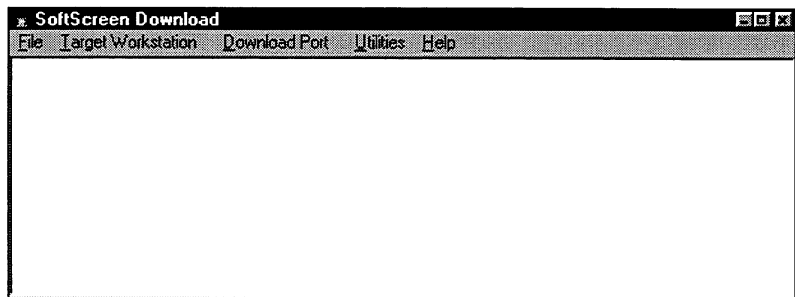 SoftScreen Download
File Target Workstation Download Port Utilities Help